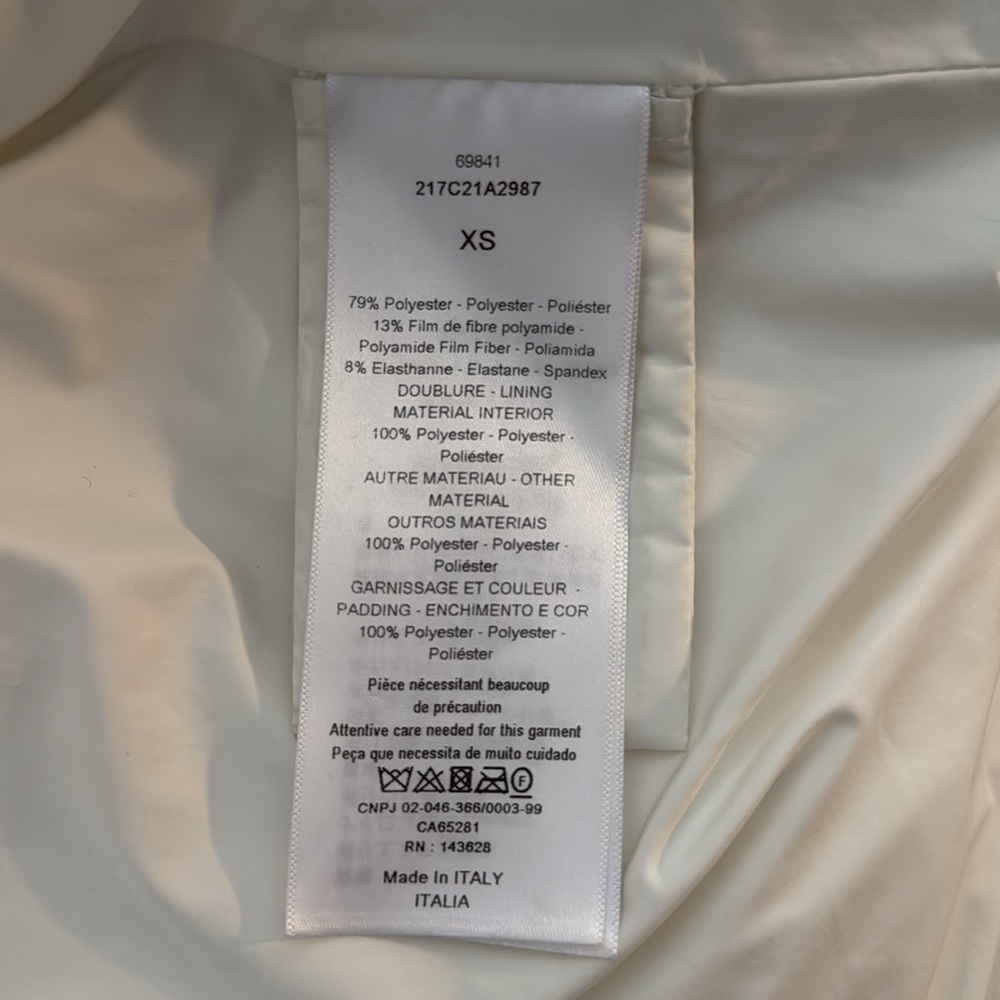 69841
217C21A2987
XS
79% Polyester - Polyester - Poliéster
13% Film de fibre polyamide -
Polyamide Film Fiber - Poliamida
8% Elasthanne - Elastane - Spandex
DOUBLURE - LINING
MATERIAL INTERIOR
100% Polyester - Polyester -
Poliéster
AUTRE MATERIAU - OTHER
MATERIAL
OUTROS MATERIAIS
100% Polyester - Polyester -
Poliéster
GARNISSAGE ET COULEUR -
PADDING - ENCHIMENTO E COR
100% Polyester - Polyester -
Poliéster
Pièce nécessitant beaucoup
de précaution
Attentive care needed for this garment
Peça que necessita de muito cuidado
F
CNPJ 02-046-366/0003-99
CA65281
RN : 143628
Made In ITALY
ITALIA